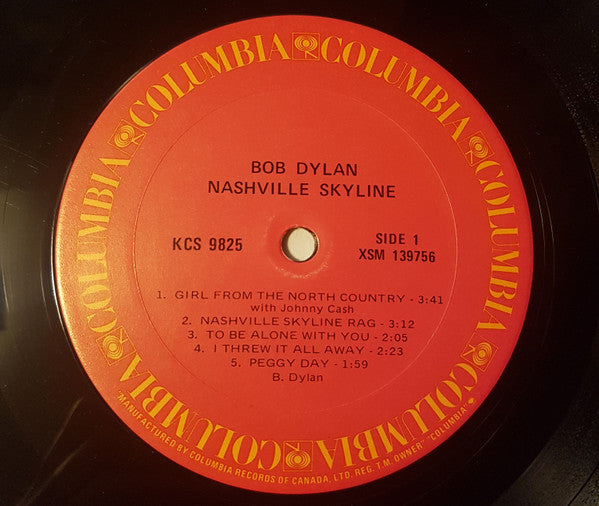 COLUMBIA COLUMBIA COLUMBIA COLUMBIA COLUMBIA COLUMBIA
BOB DYLAN
NASHVILLE SKYLINE
KCS 9825
SIDE 1
XSM 139756
1. GIRL FROM THE NORTH COUNTRY - 3:41
with Johnny Cash
2. NASHVILLE SKYLINE RAG - 3:12
3. TO BE ALONE WITH YOU - 2:05
4. I THREW IT ALL AWAY - 2:23
5. PEGGY DAY - 1:59
B. Dylan
"MANUFACTURED BY COLUMBIA RECORDS OF CANADA, LTD. REG. T.M. OWNER" "COLUMBIA"